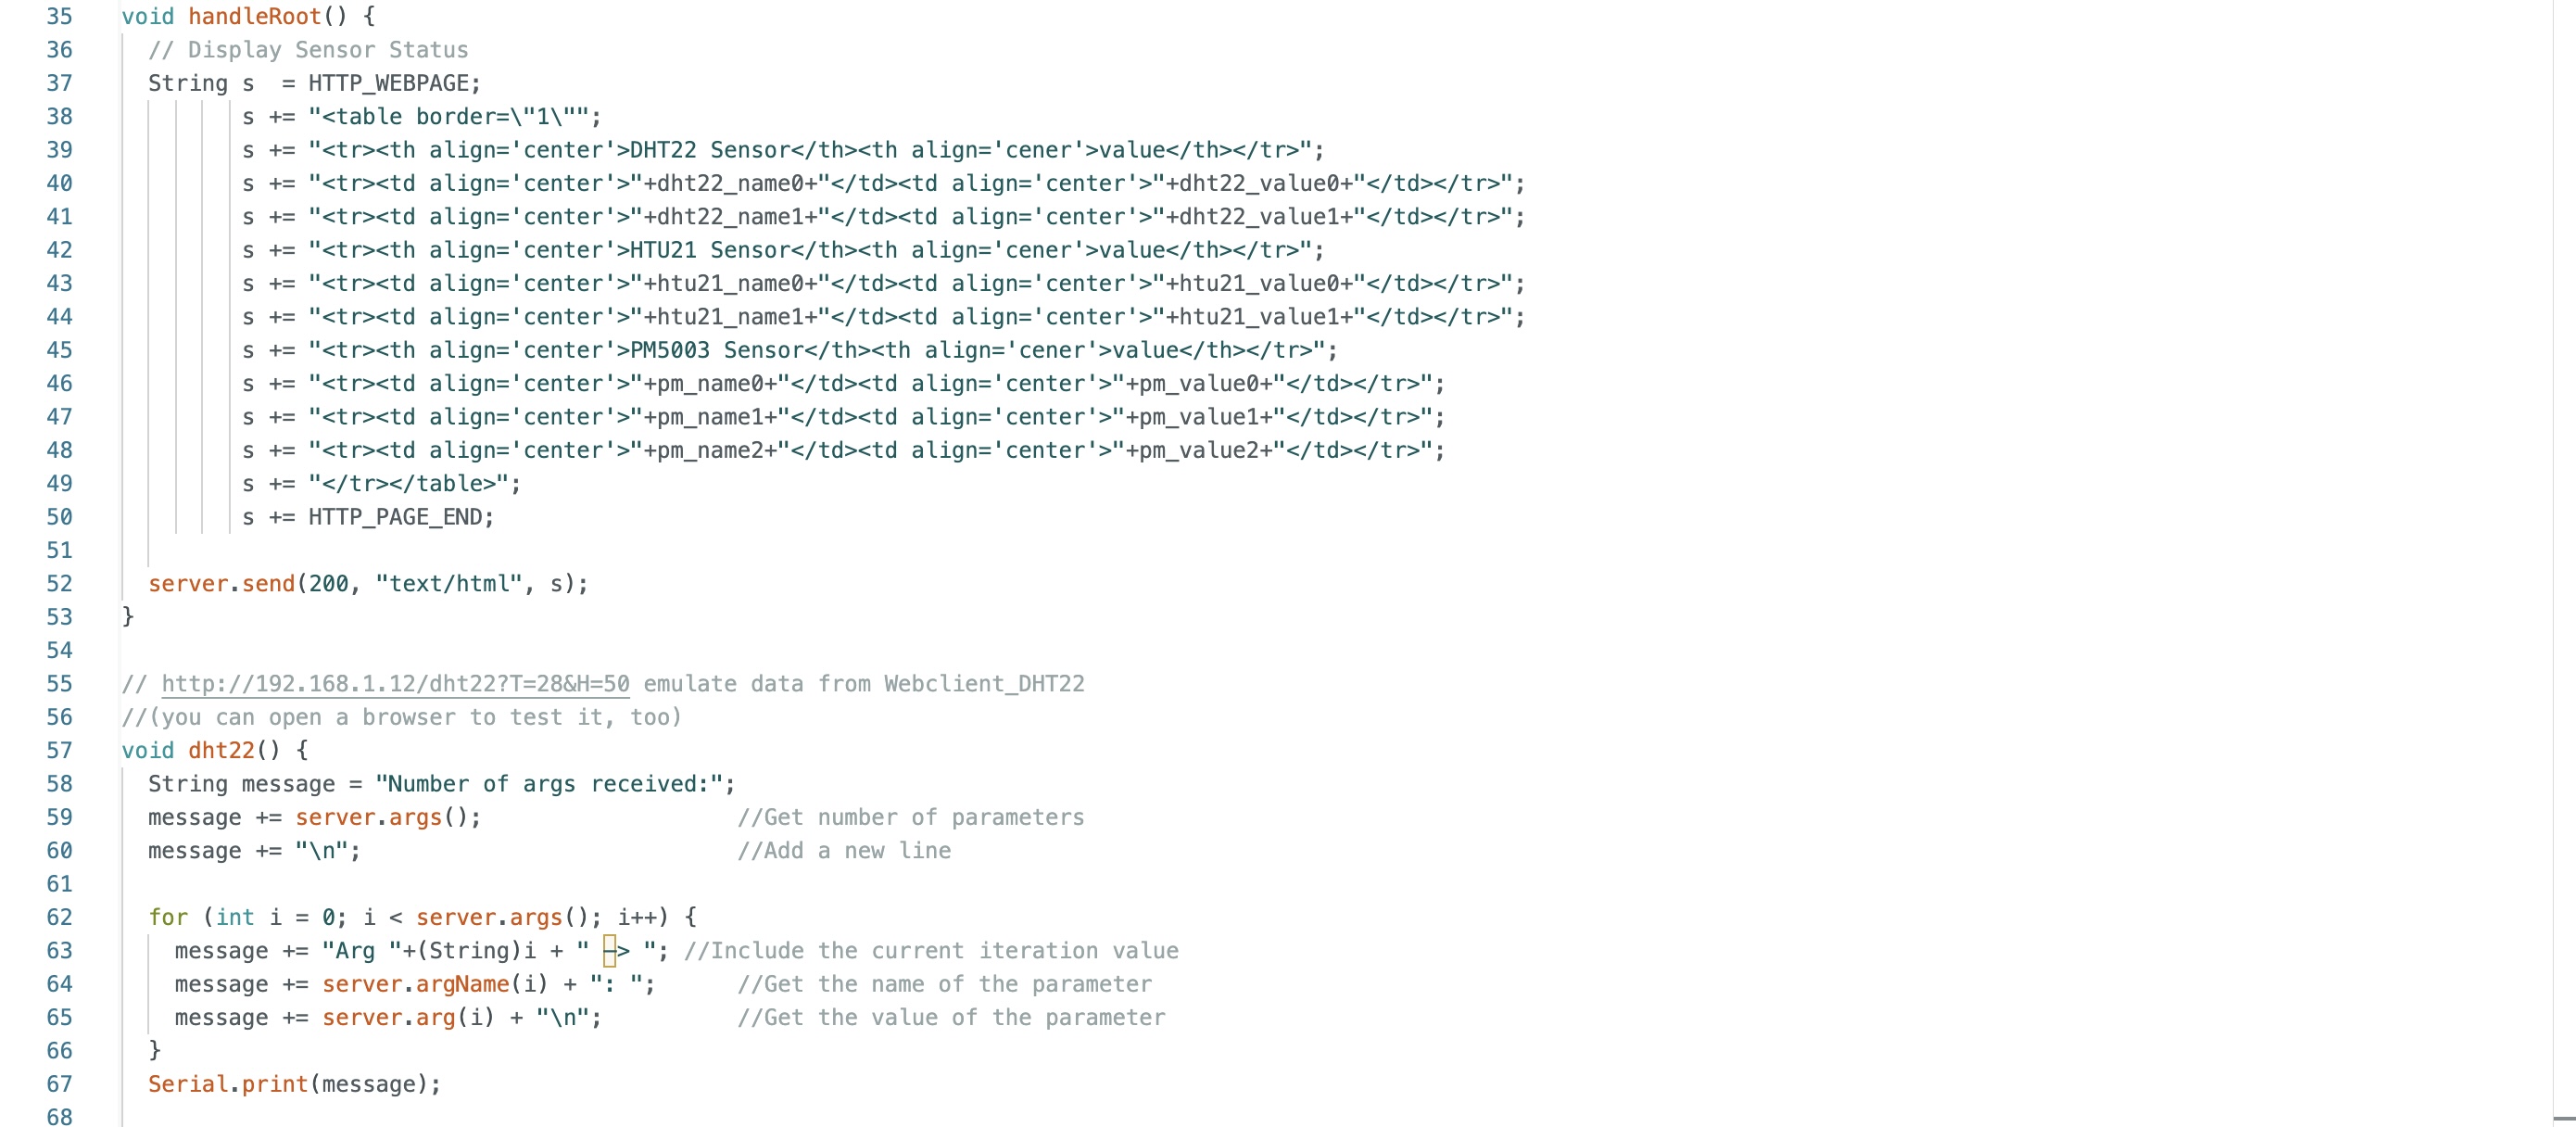 35 void handleRoot() {
36 // Display Sensor Status
37 String s  = HTTP_WEBPAGE;
38 s += "<table border=\"1\"";
39 s += "<tr><th align='center'>DHT22 Sensor</th><th align='cener'>value</th></tr>";
40 s += "<tr><td align='center'>"+dht22_name0+"</td><td align='center'>"+dht22_value0+"</td></tr>";
41 s += "<tr><td align='center'>"+dht22_name1+"</td><td align='center'>"+dht22_value1+"</td></tr>";
42 s += "<tr><th align='center'>HTU21 Sensor</th><th align='cener'>value</th></tr>";
43 s += "<tr><td align='center'>"+htu21_name0+"</td><td align='center'>"+htu21_value0+"</td></tr>";
44 s += "<tr><td align='center'>"+htu21_name1+"</td><td align='center'>"+htu21_value1+"</td></tr>";
45 s += "<tr><th align='center'>PM5003 Sensor</th><th align='cener'>value</th></tr>";
46 s += "<tr><td align='center'>"+pm_name0+"</td><td align='center'>"+pm_value0+"</td></tr>";
47 s += "<tr><td align='center'>"+pm_name1+"</td><td align='center'>"+pm_value1+"</td></tr>";
48 s += "<tr><td align='center'>"+pm_name2+"</td><td align='center'>"+pm_value2+"</td></tr>";
49 s += "</tr></table>";
50 s += HTTP_PAGE_END;
51
52 server.send(200, "text/html", s);
53 }
54
55 // http://192.168.1.12/dht22?T=28&H=50 emulate data from Webclient_DHT22
56 //(you can open a browser to test it, too)
57 void dht22() {
58 String message = "Number of args received:";
59 message += server.args(); //Get number of parameters
60 message += "\n"; //Add a new line
61
62 for (int i = 0; i < server.args(); i++) {
63 message += "Arg "+(String)i + " –> "; //Include the current iteration value
64 message += server.argName(i) + ": "; //Get the name of the parameter
65 message += server.arg(i) + "\n"; //Get the value of the parameter
66 }
67 Serial.print(message);
68